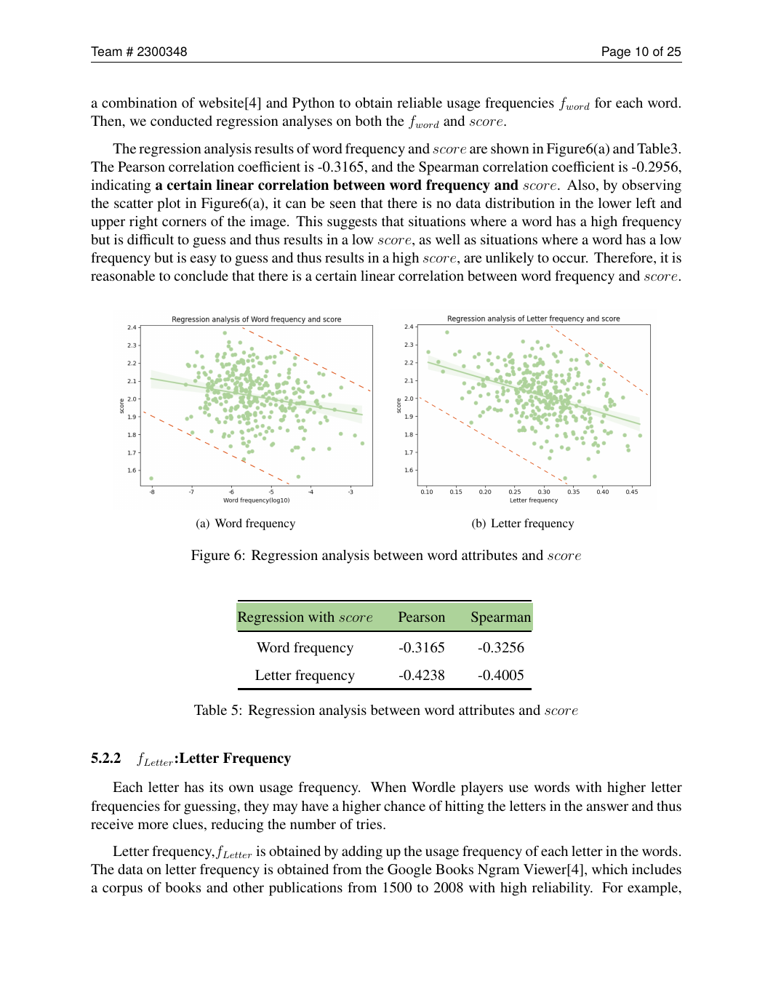 Team # 2300348
Page 10 of 25
a combination of website[4] and Python to obtain reliable usage frequencies fword for each word.
Then, we conducted regression analyses on both the fword and score.
The regression analysis results of word frequency and score are shown in Figure6(a) and Table3.
The Pearson correlation coefficient is -0.3165, and the Spearman correlation coefficient is -0.2956,
indicating a certain linear correlation between word frequency and score. Also, by observing
the scatter plot in Figure6(a), it can be seen that there is no data distribution in the lower left and
upper right corners of the image. This suggests that situations where a word has a high frequency
but is difficult to guess and thus results in a low score, as well as situations where a word has a low
frequency but is easy to guess and thus results in a high score, are unlikely to occur. Therefore, it is
reasonable to conclude that there is a certain linear correlation between word frequency and score.
Regression analysis of Word frequency and score
2.4
2.3
2.2
2.1
2.0
1.9
1.8
1.7
1.6
score
-8 -7 -6 -5 -4 -3
Word frequency(log10)
Regression analysis of Letter frequency and score
2.4
2.3
2.2
2.1
2.0
1.9
1.8
1.7
1.6
score
0.10 0.15 0.20 0.25 0.30 0.35 0.40 0.45
Letter frequency
(a) Word frequency
(b) Letter frequency
Figure 6: Regression analysis between word attributes and score
Regression with score Pearson Spearman
Word frequency -0.3165 -0.3256
Letter frequency -0.4238 -0.4005
Table 5: Regression analysis between word attributes and score
5.2.2 fLetter:Letter Frequency
Each letter has its own usage frequency. When Wordle players use words with higher letter
frequencies for guessing, they may have a higher chance of hitting the letters in the answer and thus
receive more clues, reducing the number of tries.
Letter frequency,fLetter is obtained by adding up the usage frequency of each letter in the words.
The data on letter frequency is obtained from the Google Books Ngram Viewer[4], which includes
a corpus of books and other publications from 1500 to 2008 with high reliability. For example,